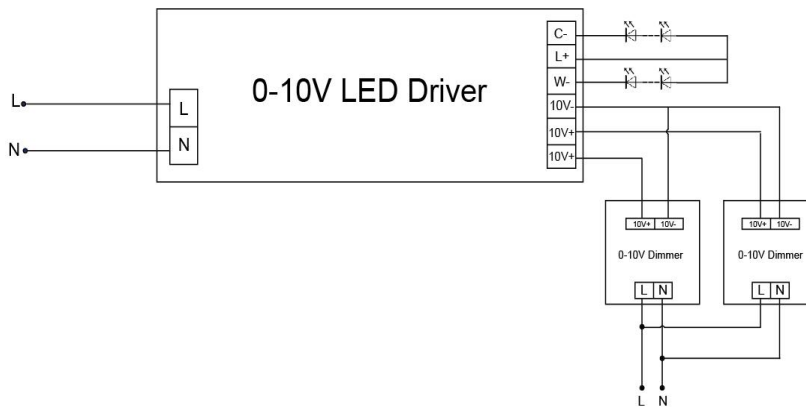 0-10V LED Driver
L
N
L
N
C-
L+
W-
10V-
10V+
10V+
10V+ 10V-
0-10V Dimmer
L N
10V+ 10V-
0-10V Dimmer
L N
L N